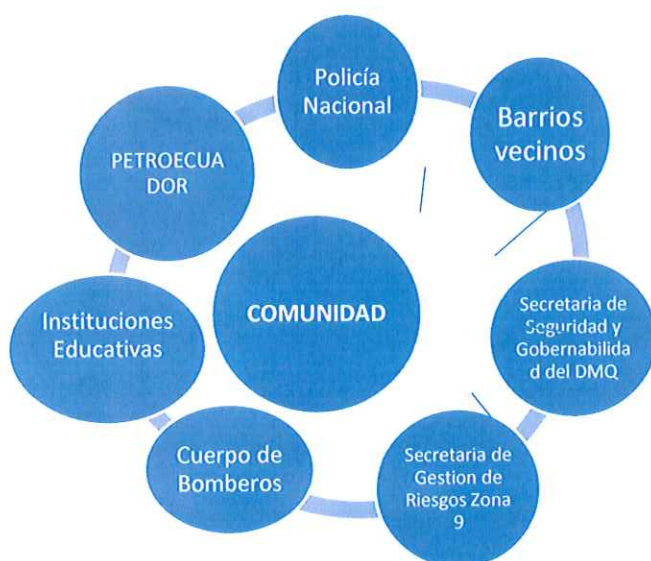 Policía
Nacional
Barrios
vecinos
PETROECUA
DOR
COMUNIDAD
Secretaria de
Seguridad y
Gobernabilida
d del DMQ
Instituciones
Educativas
Cuerpo de
Bomberos
Secretaria de
Gestion de
Riesgos Zona
9